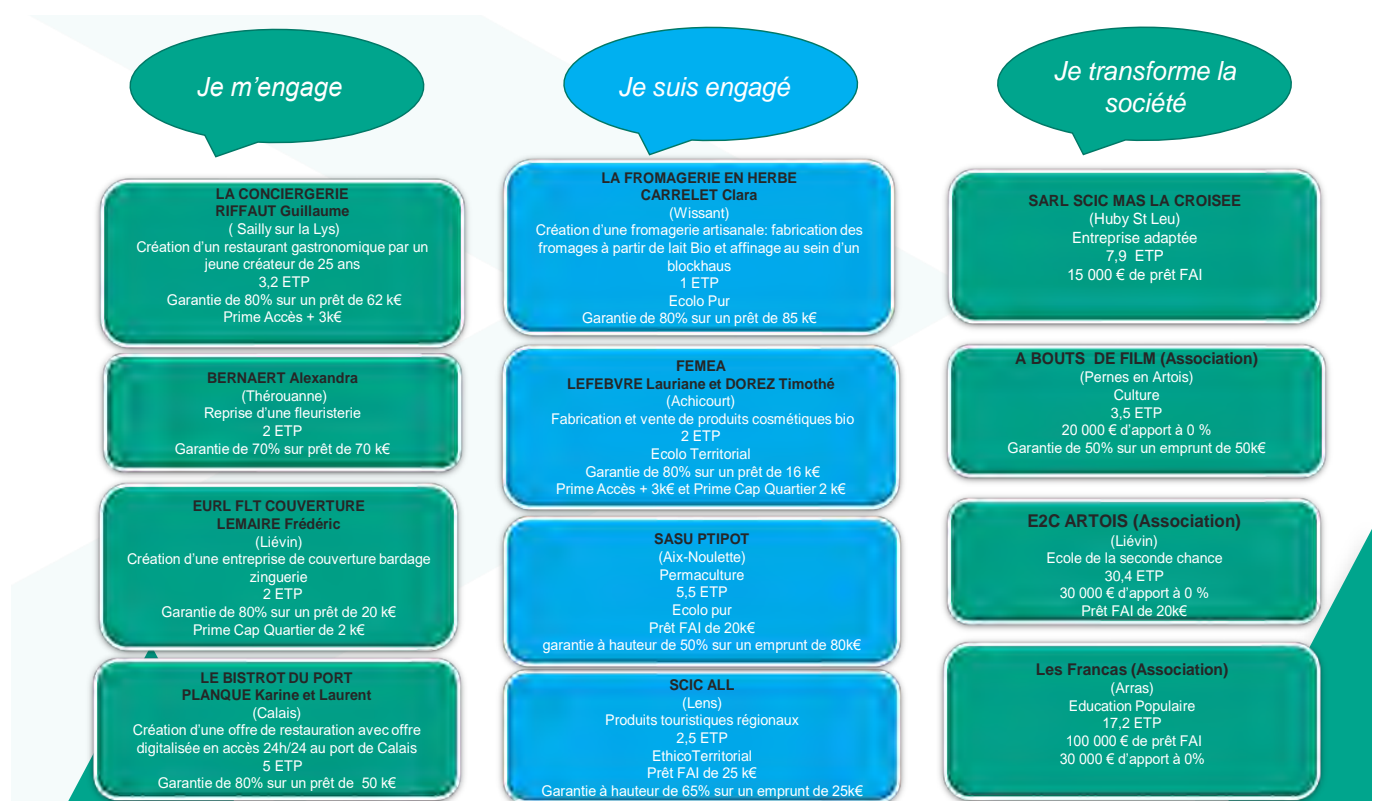 Je m’engage
LA CONCIERGERIE
RIFFAUT Guillaume
( Sailly sur la Lys)
Création d’un restaurant gastronomique par un
jeune créateur de 25 ans
3,2 ETP
Garantie de 80% sur un prêt de 62 k€
Prime Accès + 3k€
BERNAERT Alexandra
(Thérouanne)
Reprise d’une fleuristerie
2 ETP
Garantie de 70% sur prêt de 70 k€
EURL FLT COUVERTURE
LEMAIRE Frédéric
(Liévin)
Création d’une entreprise de couverture bardage
zinguerie
2 ETP
Garantie de 80% sur un prêt de 20 k€
Prime Cap Quartier de 2 k€
LE BISTROT DU PORT
PLANQUE Karine et Laurent
(Calais)
Création d’une offre de restauration avec offre
digitalisée en accès 24h/24 au port de Calais
5 ETP
Garantie de 80% sur un prêt de 50 k€
Je suis engagé
LA FROMAGERIE EN HERBE
CARRELET Clara
(Wissant)
Création d’une fromagerie artisanale: fabrication des
fromages à partir de lait Bio et affinage au sein d’un
blockhaus
1 ETP
Ecolo Pur
Garantie de 80% sur un prêt de 85 k€
FEMEA
LEFEBVRE Lauriane et DOREZ Timothé
(Achicourt)
Fabrication et vente de produits cosmétiques bio
2 ETP
Ecolo Territorial
Garantie de 80% sur un prêt de 16 k€
Prime Accès + 3k€ et Prime Cap Quartier 2 k€
SASU PTIPOT
(Aix-Noulette)
Permaculture
5,5 ETP
Ecolo pur
Prêt FAI de 20k€
garantie à hauteur de 50% sur un emprunt de 80k€
SCIC ALL
(Lens)
Produits touristiques régionaux
2,5 ETP
EthicoTerritorial
Prêt FAI de 25 k€
Garantie à hauteur de 65% sur un emprunt de 25k€
Je transforme la
société
SARL SCIC MAS LA CROISEE
(Huby St Leu)
Entreprise adaptée
7,9 ETP
15 000 € de prêt FAI
A BOUTS DE FILM (Association)
(Pernes en Artois)
Culture
3,5 ETP
20 000 € d’apport à 0 %
Garantie de 50% sur un emprunt de 50k€
E2C ARTOIS (Association)
(Liévin)
Ecole de la seconde chance
30,4 ETP
30 000 € d’apport à 0 %
Prêt FAI de 20k€
Les Francas (Association)
(Arras)
Education Populaire
17,2 ETP
100 000 € de prêt FAI
30 000 € d’apport à 0%